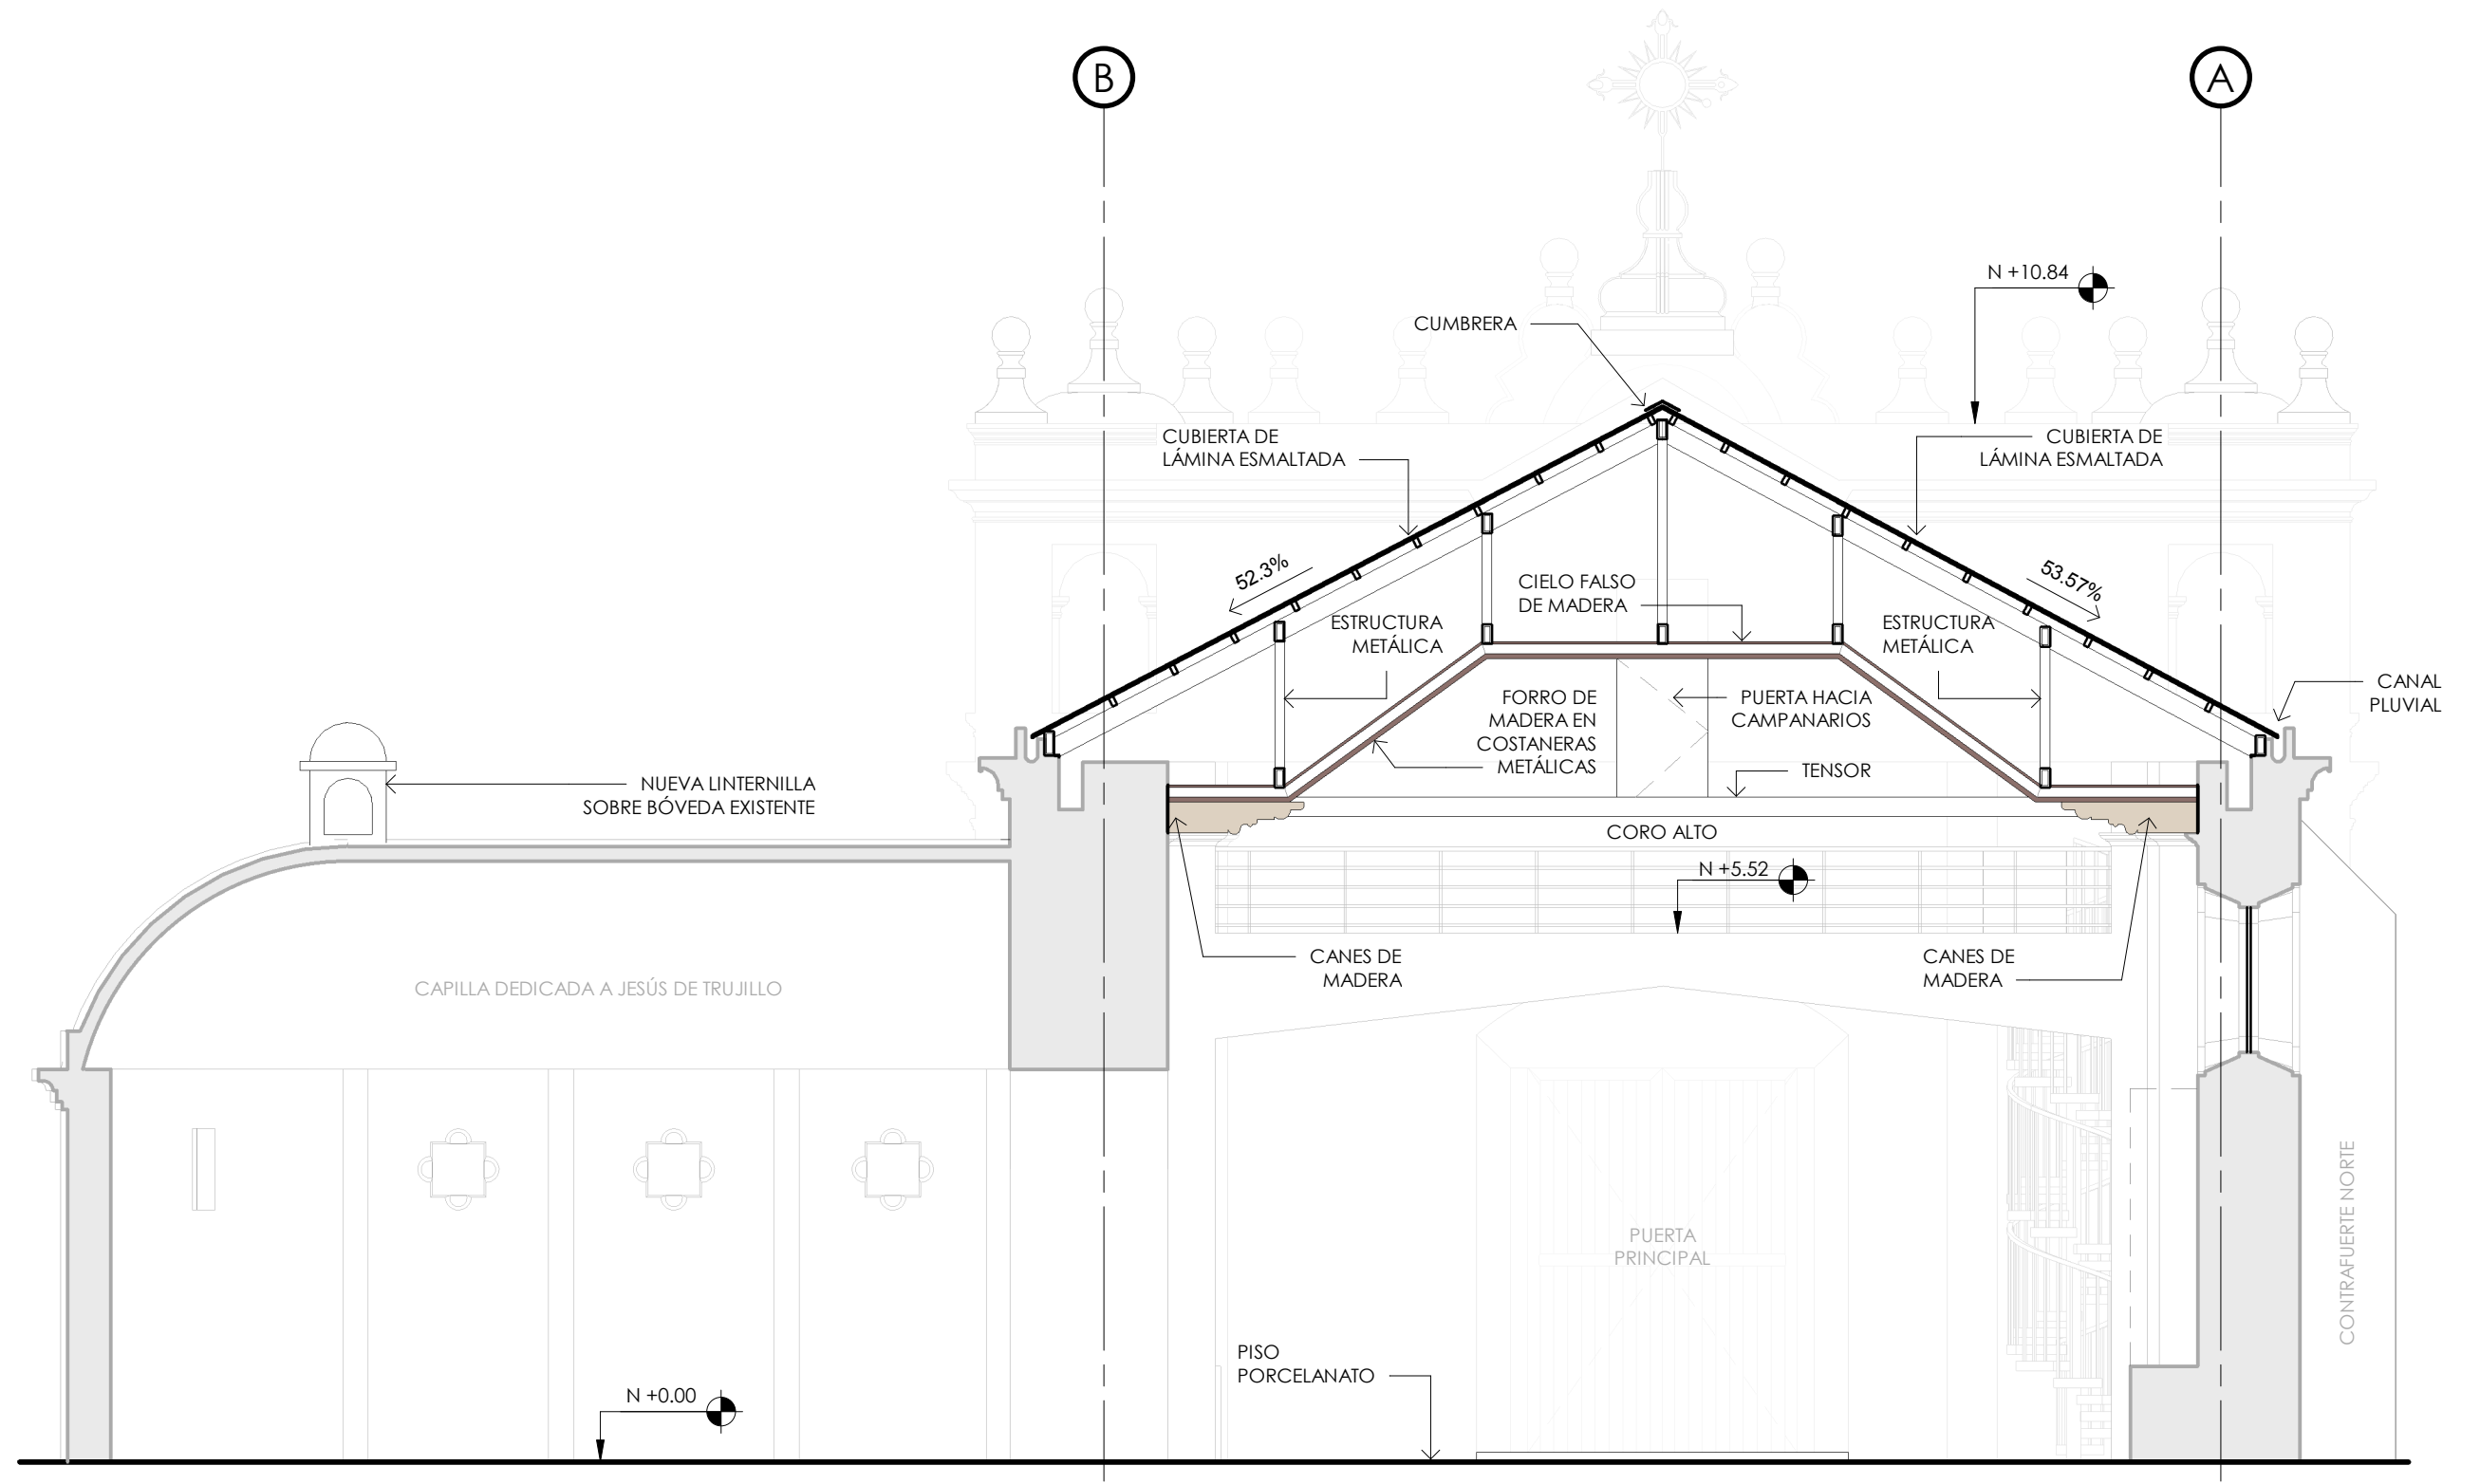 B
A
N +10.84
CUMBRERA
CUBIERTA DE
LÁMINA ESMALTADA
CUBIERTA DE
LÁMINA ESMALTADA
52.3%
53.57%
CIELO FALSO
DE MADERA
ESTRUCTURA
METÁLICA
ESTRUCTURA
METÁLICA
FORRO DE
MADERA EN
COSTANERAS
METÁLICAS
PUERTA HACIA
CAMPANARIOS
CANAL
PLUVIAL
TENSOR
NUEVA LINTERNILLA
SOBRE BÓVEDA EXISTENTE
CORO ALTO
N +5.52
CANES DE
MADERA
CANES DE
MADERA
CAPILLA DEDICADA A JESÚS DE TRUJILLO
PUERTA
PRINCIPAL
CONTRAFUERTE NORTE
PISO
PORCELANATO
N +0.00